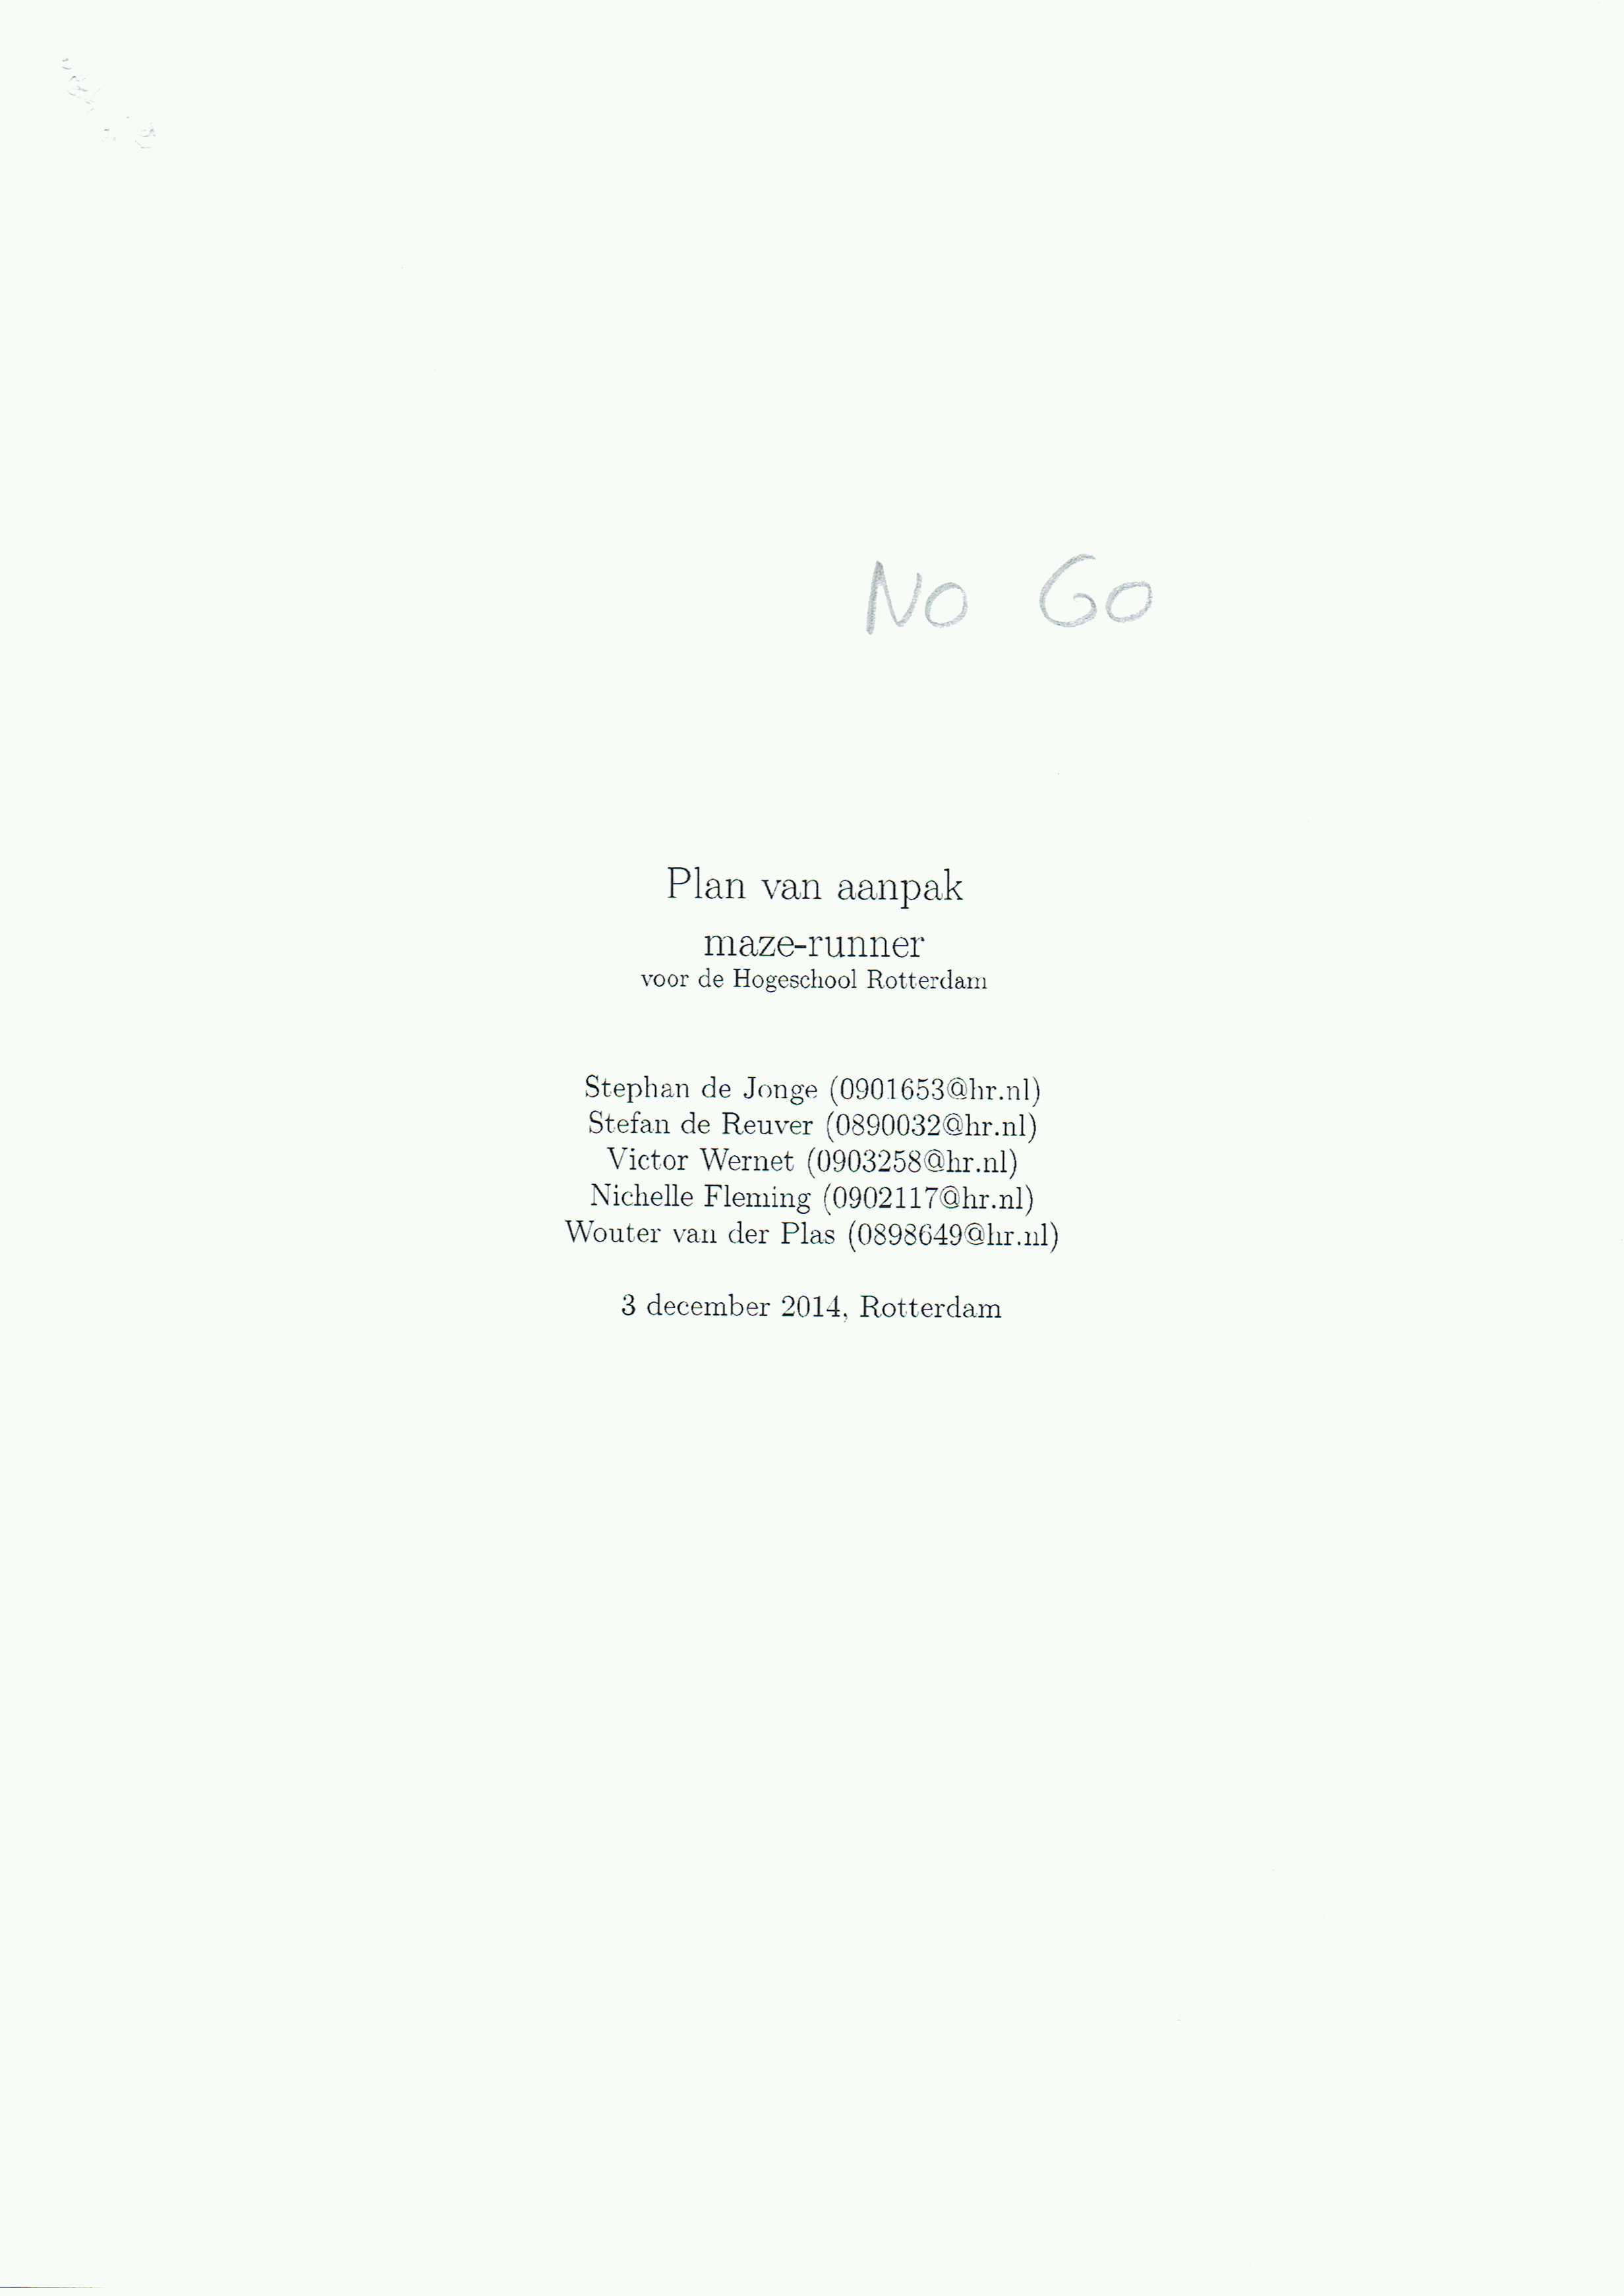 No Go
Plan van aanpak
maze-runner
voor de Hogeschool Rotterdam
Stephan de Jonge (0901653@hr.nl)
Stefan de Reuver (0890032@hr.nl)
Victor Wernet (0903258@hr.nl)
Nichelle Fleming (0902117@hr.nl)
Wouter van der Plas (0898649@hr.nl)
3 december 2014, Rotterdam